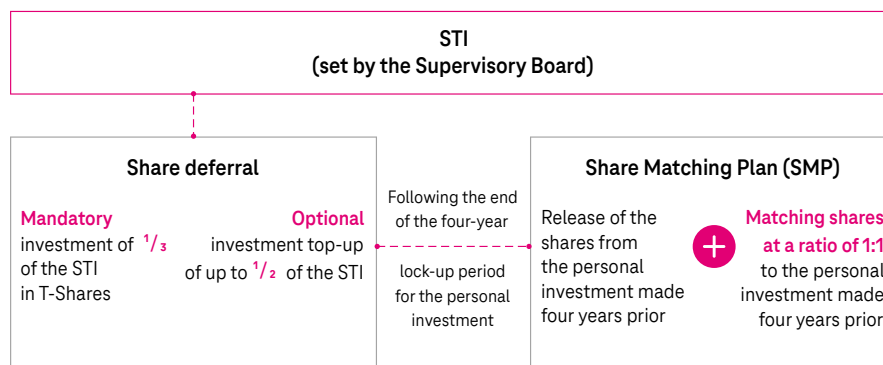 STI
(set by the Supervisory Board)
Share deferral
Mandatory
investment of 1/3
of the STI
in T-Shares
Optional
investment top-up
of up to 1/2 of the STI
Following the end
of the four-year
lock-up period
for the personal
investment
Share Matching Plan (SMP)
Release of the
shares from
the personal
investment made
four years prior
+
Matching shares
at a ratio of 1:1
to the personal
investment made
four years prior